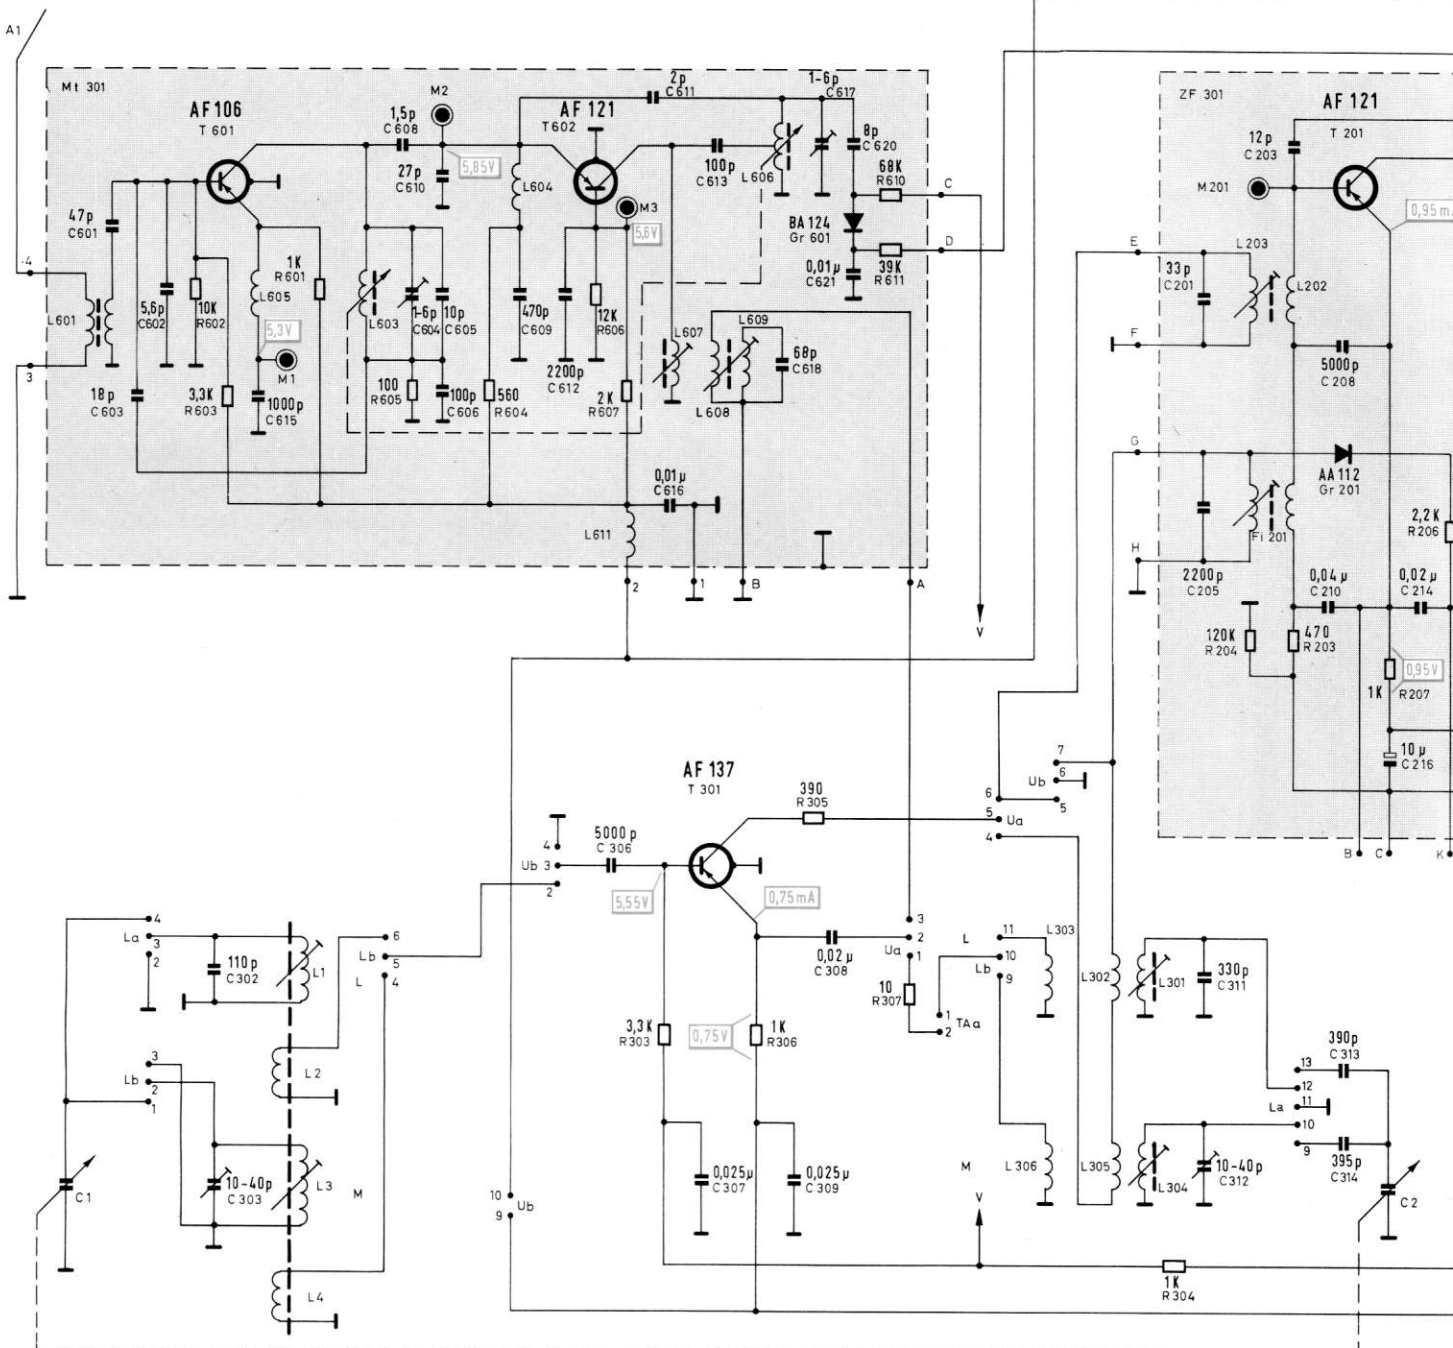 A1
Mt 301
AF106
T 601
1,5p
C608
M2
5,85V
27p
C610
AF 121
T602
2p
C611
1-6p
C617
8p
C620
100p
C613
L606
68K
R610
C
BA 124
Gr 601
39K
R611
D
0,01µ
C621
47p
C601
4
L601
3
5,6p
C602
10K
R602
1K
R601
L605
5,3V
M1
1000p
C615
18p
C603
3,3K
R603
L603
1-6p
C604
10p
C605
100
R605
100p
C606
L604
470p
C609
560
R604
2200p
C612
12K
R606
M3
5,6V
2K
R607
L607
L608
L609
68p
C618
0,01µ
C616
L611
2
1
B
A
V
ZF 301
AF 121
T 201
12p
C203
M201
0,95m
E
33p
C201
L203
L202
F
5000p
C208
G
AA 112
Gr 201
2,2K
R206
Fi 201
H
2200p
C205
0,04µ
C210
0,02µ
C214
120K
R204
470
R203
0,95V
1K
R207
10µ
C216
B
C
K
AF 137
T 301
390
R305
7
Ub
6
5
6
5
Ua
4
5000p
C306
4
Ub 3
2
5,55V
0,75mA
0,02µ
C308
3
2
Ua
1
10
R307
1
TAa
2
3,3K
R303
0,75V
1K
R306
0,025µ
C307
0,025µ
C309
10
Ub
9
4
La
3
2
110p
C302
L1
6
Lb
5
L
4
L2
3
Lb
2
1
C1
10-40p
C303
L3
M
L4
L
11
10
Lb
9
L303
L302
L301
330p
C311
390p
C313
13
12
La
11
10
9
395p
C314
M
L306
L305
L304
10-40p
C312
C2
V
1K
R304